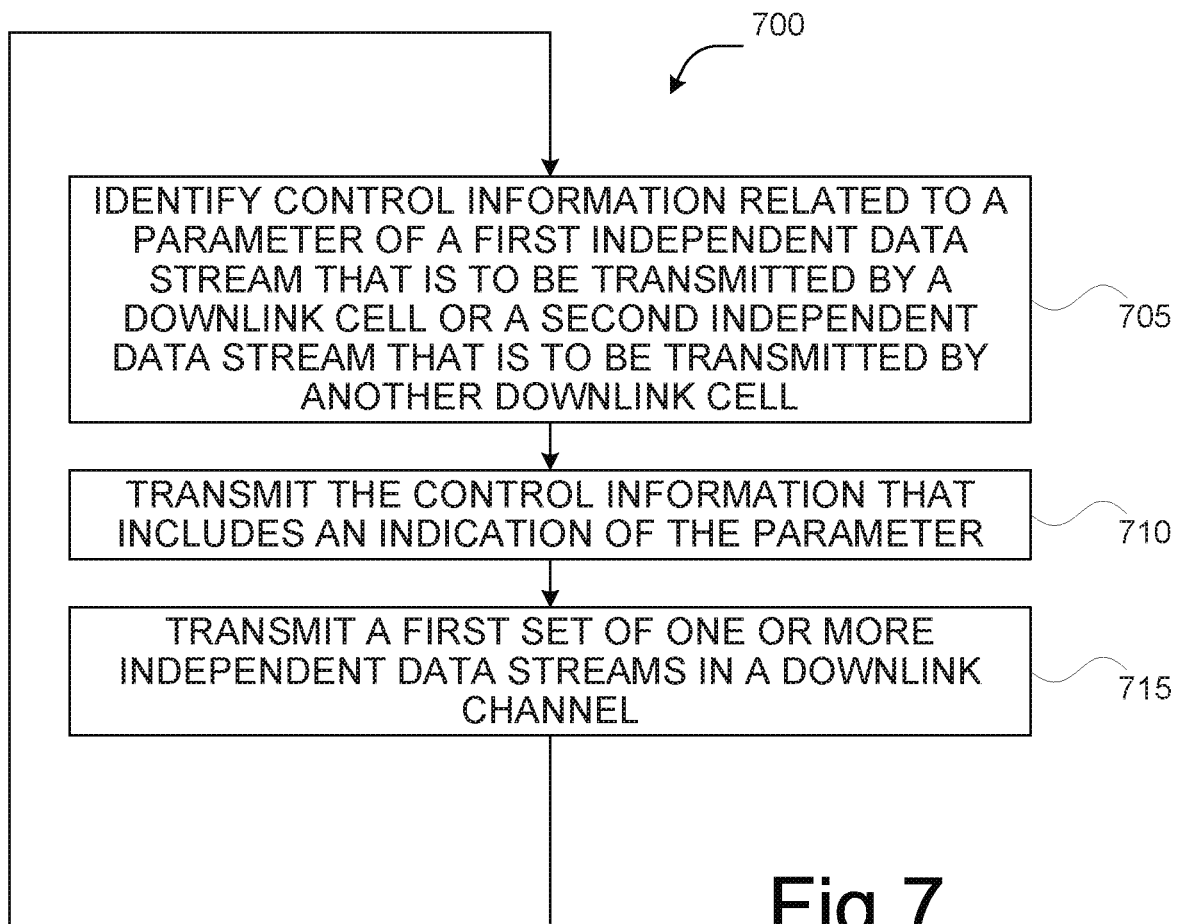 700
IDENTIFY CONTROL INFORMATION RELATED TO A
PARAMETER OF A FIRST INDEPENDENT DATA
STREAM THAT IS TO BE TRANSMITTED BY A
DOWNLINK CELL OR A SECOND INDEPENDENT
DATA STREAM THAT IS TO BE TRANSMITTED BY
ANOTHER DOWNLINK CELL
705
TRANSMIT THE CONTROL INFORMATION THAT
INCLUDES AN INDICATION OF THE PARAMETER
710
TRANSMIT A FIRST SET OF ONE OR MORE
INDEPENDENT DATA STREAMS IN A DOWNLINK
CHANNEL
715
Fig 7